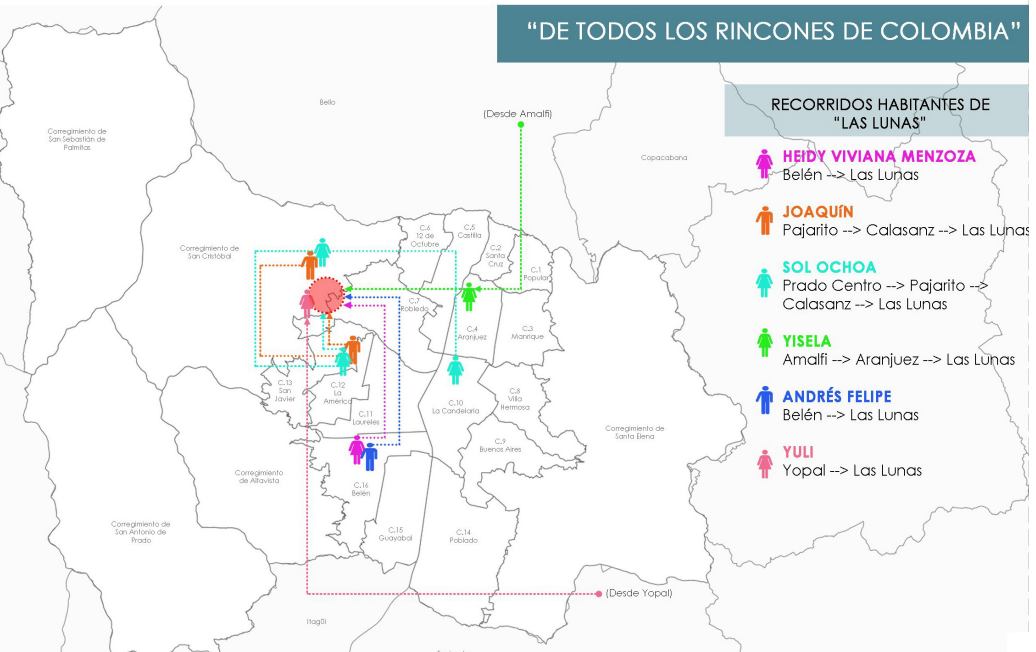 “DE TODOS LOS RINCONES DE COLOMBIA”
RECORRIDOS HABITANTES DE
“LAS LUNAS”
HEIDY VIVIANA MENZOZA
Belén --> Las Lunas
JOAQUÍN
Pajarito --> Calasanz --> Las Lunas
SOL OCHOA
Prado Centro --> Pajarito -->
Calasanz --> Las Lunas
YISELA
Amalfi --> Aranjuez --> Las Lunas
ANDRÉS FELIPE
Belén --> Las Lunas
YULI
Yopal --> Las Lunas
Bello
(Desde Amalfi)
Corregimiento de
San Sebastián de
Palmitas
Copacabana
Corregimiento de
San Cristóbal
C.6
12 de
Octubre
C.5
Castilla
C.2
Santa
Cruz
C.1
Popular
C.7
Robledo
C.4
Aranjuez
C.3
Manrique
C.13
San
Javier
C.12
La
América
C.11
Laureles
C.10
La Candelaria
C.8
Villa
Hermosa
C.9
Buenos Aires
Corregimiento de
Santa Elena
Corregimiento
de Altavista
C.16
Belén
Corregimiento de
San Antonio de
Prado
C.15
Guayabal
C.14
Poblado
(Desde Yopal)
Itagüí